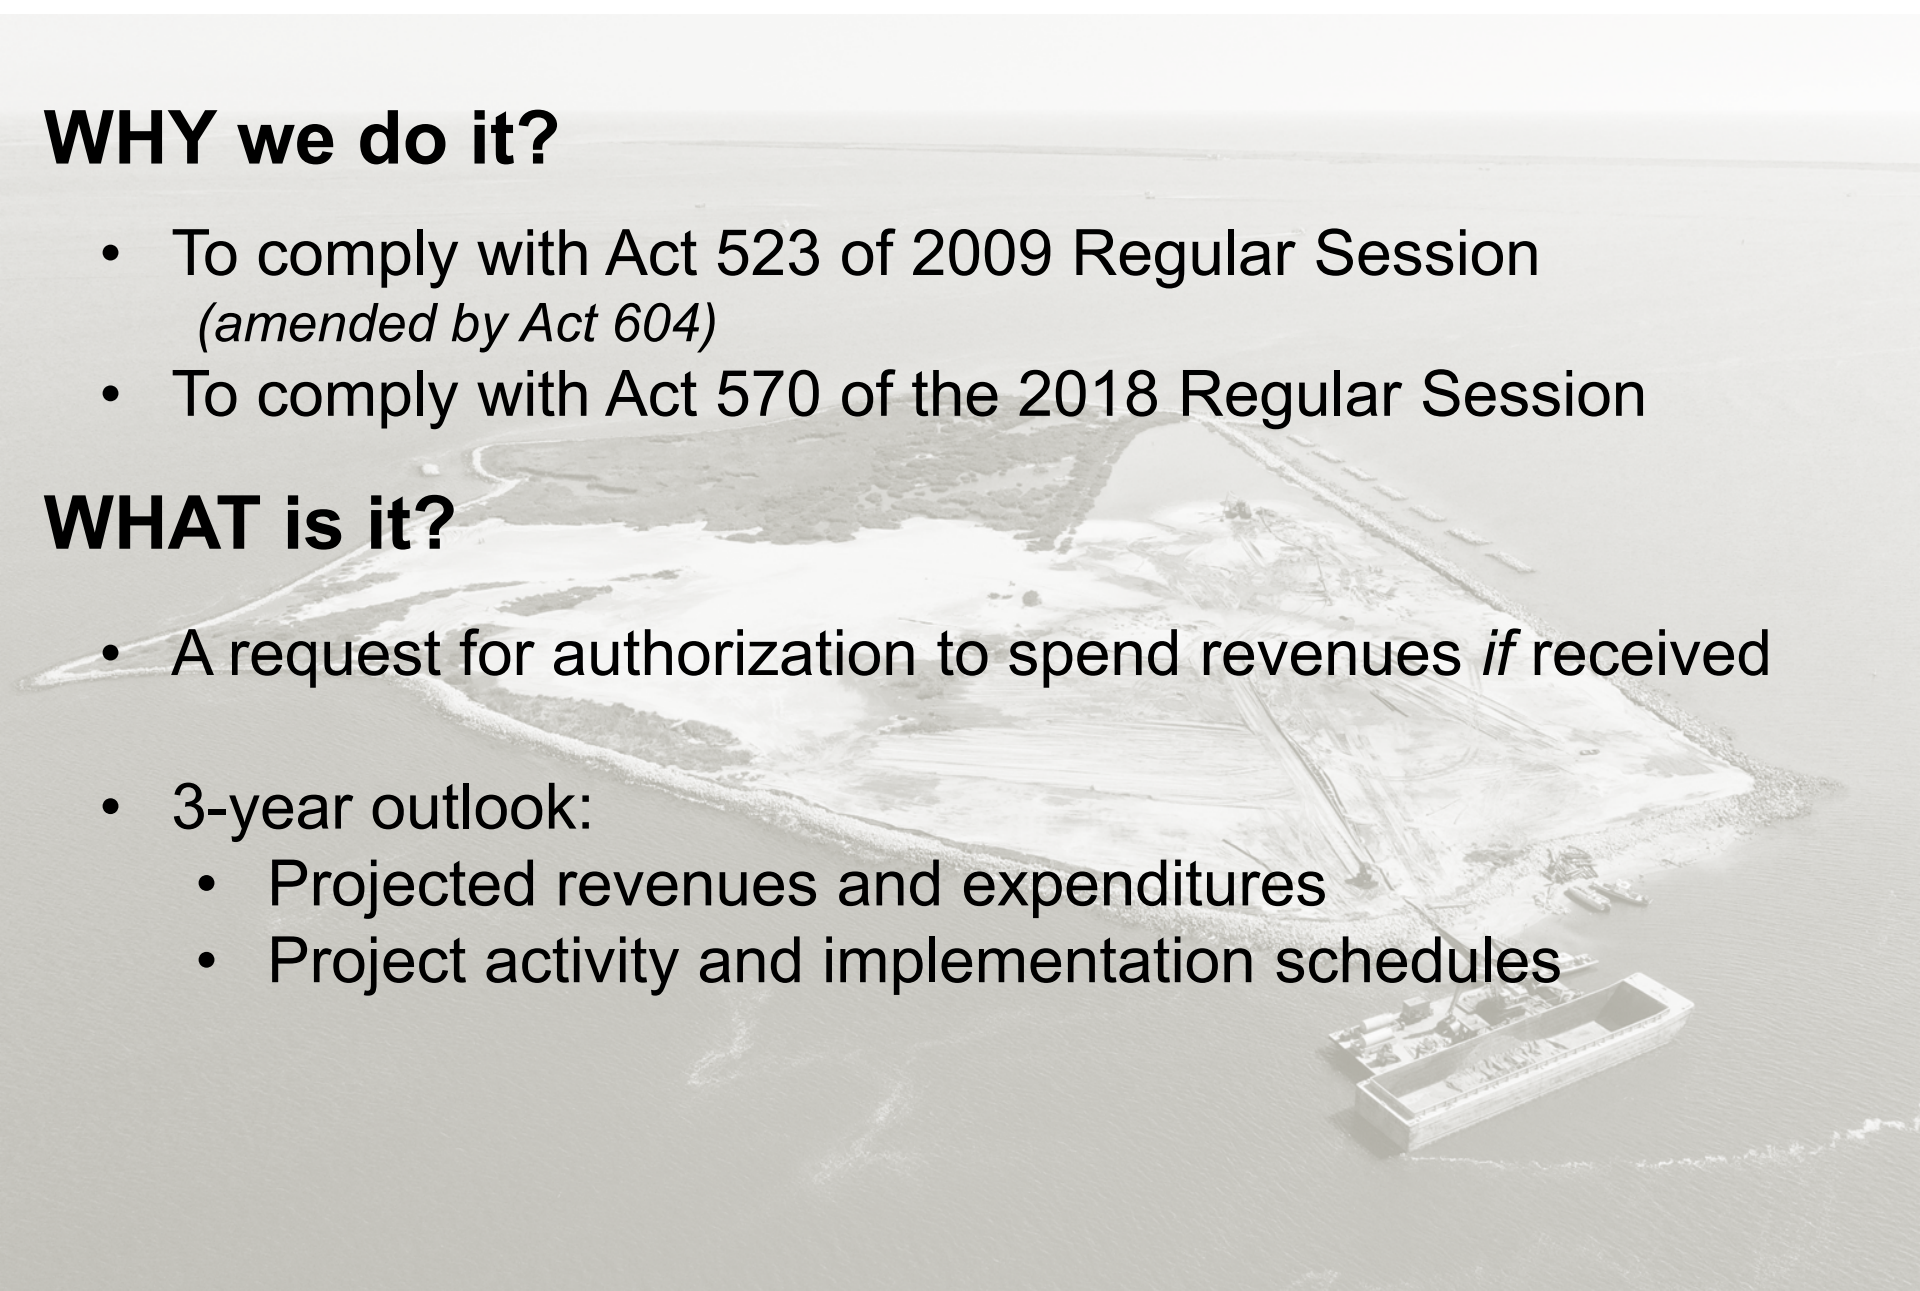 WHY we do it?
• To comply with Act 523 of 2009 Regular Session
(amended by Act 604)
• To comply with Act 570 of the 2018 Regular Session
WHAT is it?
• A request for authorization to spend revenues if received
• 3-year outlook:
• Projected revenues and expenditures
• Project activity and implementation schedules